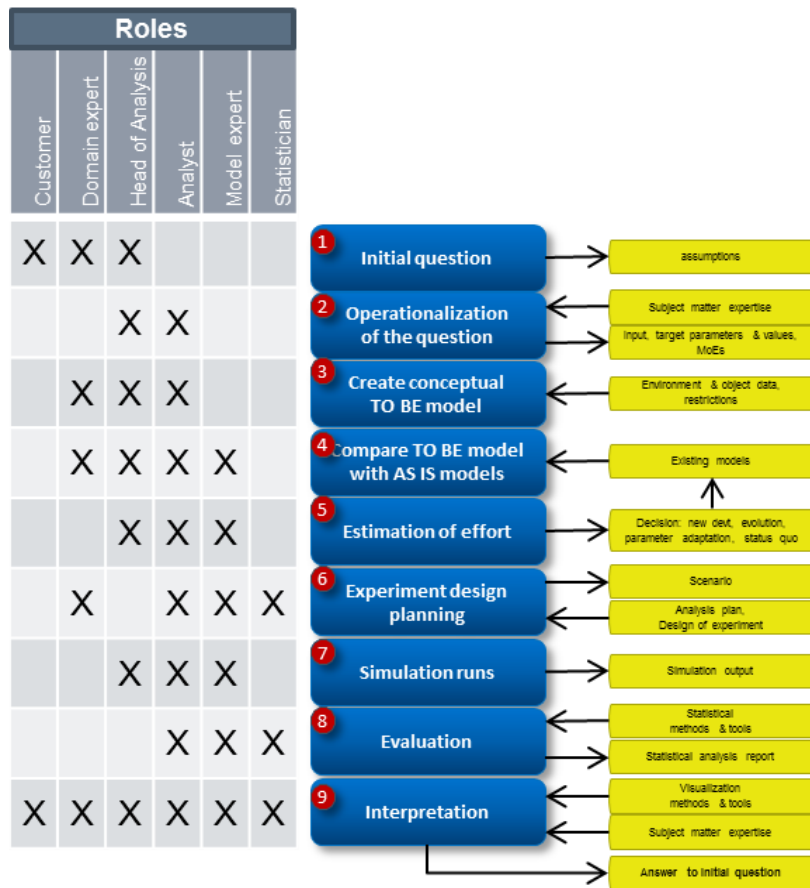 Roles
Customer
Domain expert
Head of Analysis
Analyst
Model expert
Statistician
X X X
1
Initial question
assumptions
X X
2
Operationalization
of the question
Subject matter expertise
Input, target parameters & values,
MoEs
X X X
3
Create conceptual
TO BE model
Environment & object data,
restrictions
X X X X
4
Compare TO BE model
with AS IS models
Existing models
X X X
5
Estimation of effort
Decision: new devt, evolution,
parameter adaptation, status quo
X X X X
6
Experiment design
planning
Scenario
Analysis plan,
Design of experiment
X X X
7
Simulation runs
Simulation output
X X X
8
Evaluation
Statistical
methods & tools
Statistical analysis report
X X X X X X
9
Interpretation
Visualization
methods & tools
Subject matter expertise
Answer to initial question